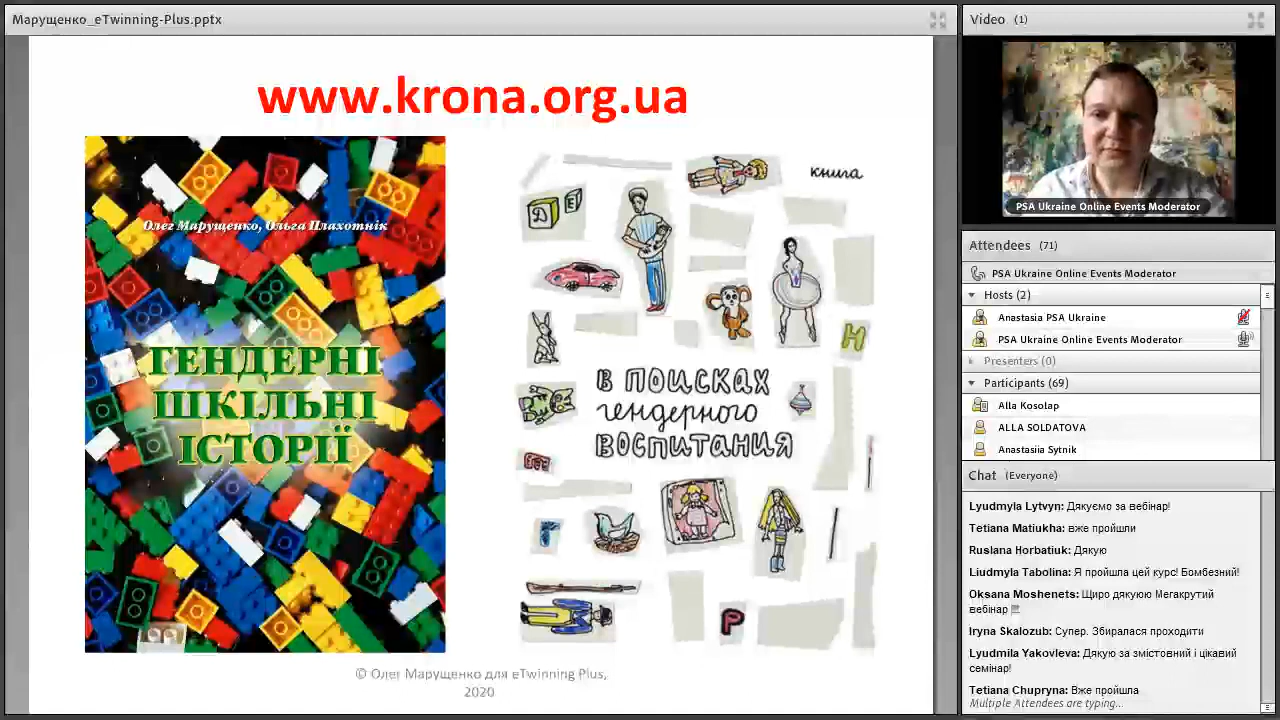 Марущенко_eTwinning-Plus.pptx
www.krona.org.ua
Олег Марущенко, Ольга Плахотнік
ГЕНДЕРНІ
ШКІЛЬНІ
ІСТОРІЇ
книга
Д
Н
В ПОИСКАХ
гендерного
ВОСПИТАНИЯ
Р
© Олег Марущенко для eTwinning Plus,
2020
Video (1)
PSA Ukraine Online Events Moderator
Attendees (71)
PSA Ukraine Online Events Moderator
Hosts (2)
Anastasia PSA Ukraine
PSA Ukraine Online Events Moderator
Presenters (0)
Participants (69)
Alla Kosolap
ALLA SOLDATOVA
Anastasiia Sytnik
Chat (Everyone)
Lyudmyla Lytvyn: Дякуємо за вебінар!
Tetiana Matiukha: вже пройшли
Ruslana Horbatiuk: Дякую
Liudmyla Tabolina: Я пройшла цей курс! Бомбезний!
Oksana Moshenets: Щиро дякуюю Мегакрутий
вебінар
Iryna Skalozub: Супер. Збиралася проходити
Lyudmila Yakovleva: Дякую за змістовний і цікавий
семінар!
Tetiana Chupryna: Вже пройшла
Multiple Attendees are typing...